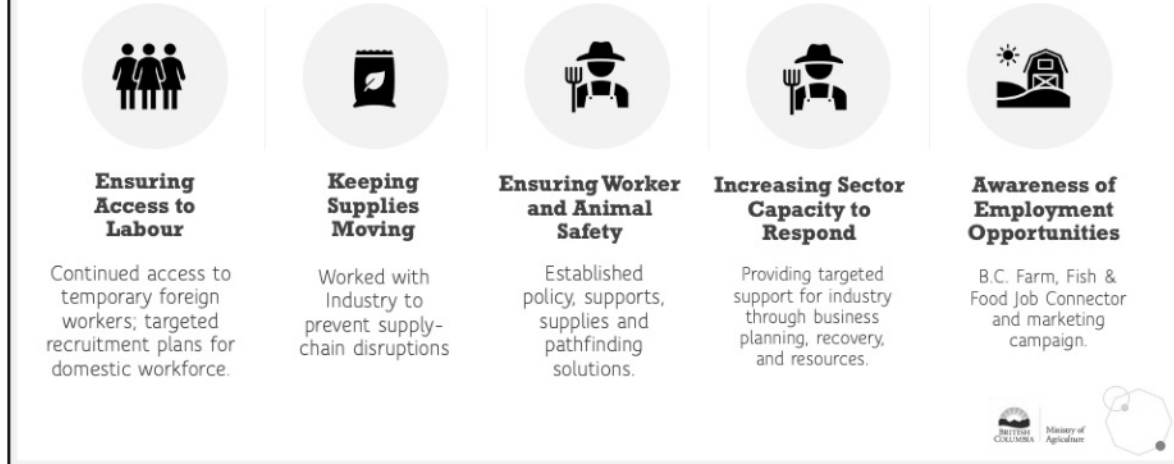 Ensuring
Access to
Labour
Continued access to
temporary foreign
workers; targeted
recruitment plans for
domestic workforce.
Keeping
Supplies
Moving
Worked with
Industry to
prevent supply-
chain disruptions
Ensuring Worker
and Animal
Safety
Established
policy, supports,
supplies and
pathfinding
solutions.
Increasing Sector
Capacity to
Respond
Providing targeted
support for industry
through business
planning, recovery,
and resources.
Awareness of
Employment
Opportunities
B.C. Farm, Fish &
Food Job Connector
and marketing
campaign.
BRITISH
COLUMBIA
Ministry of
Agriculture